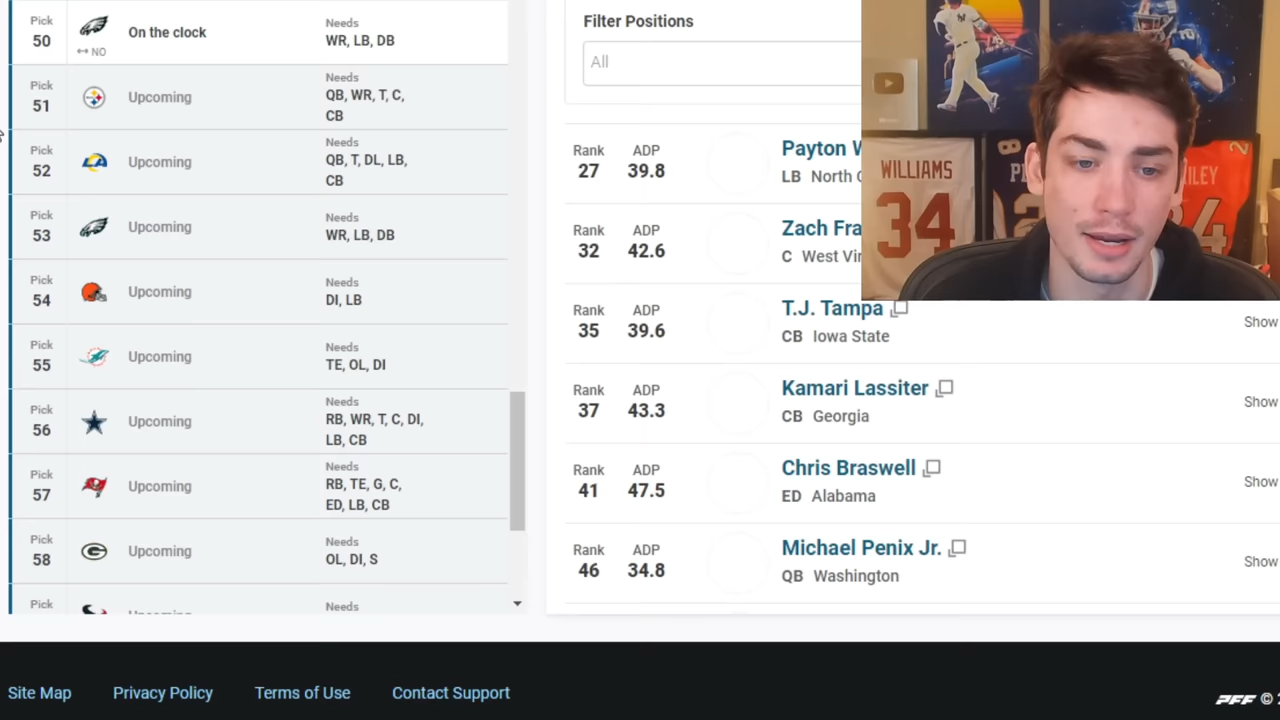 Pick
50
NO
On the clock
Needs
WR, LB, DB
Pick
51
Upcoming
Needs
QB, WR, T, C,
CB
Pick
52
Upcoming
Needs
QB, T, DL, LB,
CB
Pick
53
Upcoming
Needs
WR, LB, DB
Pick
54
Upcoming
Needs
DI, LB
Pick
55
Upcoming
Needs
TE, OL, DI
Pick
56
Upcoming
Needs
RB, WR, T, C, DI,
LB, CB
Pick
57
Upcoming
Needs
RB, TE, G, C,
ED, LB, CB
Pick
58
Upcoming
Needs
OL, DI, S
Pick
Upcoming
Needs
Filter Positions
All
Rank
27
ADP
39.8
Payton W
LB North
Rank
32
ADP
42.6
Zach Fra
C West Vir
Rank
35
ADP
39.6
T.J. Tampa
CB Iowa State
Show
Rank
37
ADP
43.3
Kamari Lassiter
CB Georgia
Show
Rank
41
ADP
47.5
Chris Braswell
ED Alabama
Show
Rank
46
ADP
34.8
Michael Penix Jr.
QB Washington
Show
WILLIAMS
34
Site Map
Privacy Policy
Terms of Use
Contact Support
PFF ©